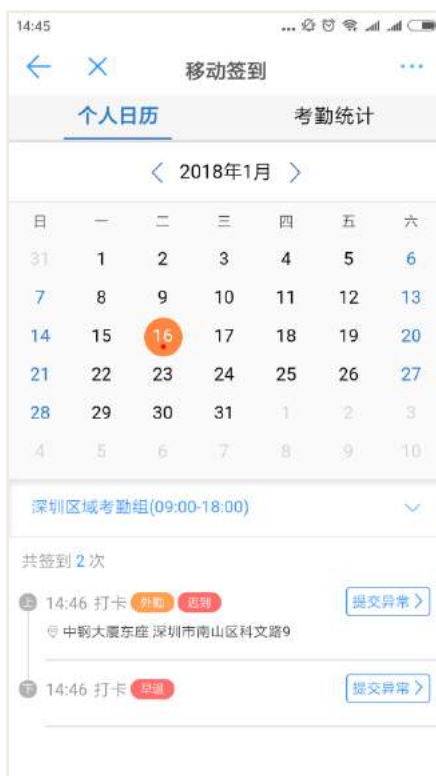 14:45
移动签到
个人日历 考勤统计
2018年1月
日 一 二 三 四 五 六
31 1 2 3 4 5 6
7 8 9 10 11 12 13
14 15 16 17 18 19 20
21 22 23 24 25 26 27
28 29 30 31 1 2 3
4 5 6 7 8 9 10
深圳区域考勤组(09:00-18:00)
共签到 2 次
上 14:46 打卡 外勤 迟到 提交异常
中钢大厦东座 深圳市南山区科文路9
下 14:46 打卡 早退 提交异常